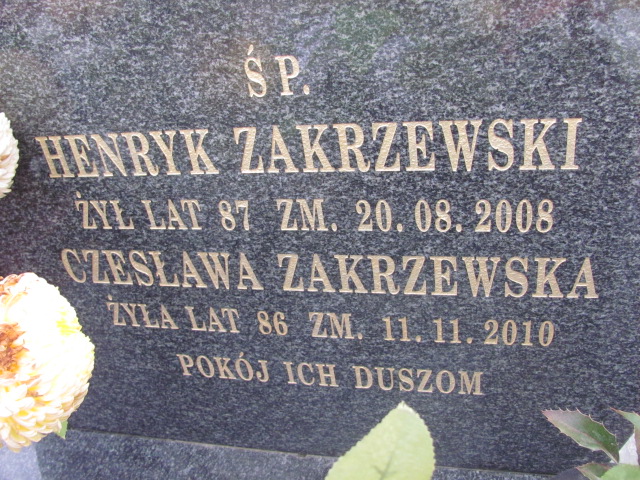 ŚP.
HENRYK ZAKRZEWSKI
ŻYŁ LAT 87 ZM. 20.08.2008
CZESŁAWA ZAKRZEWSKA
ŻYŁA LAT 86 ZM. 11.11.2010
POKÓJ ICH DUSZOM